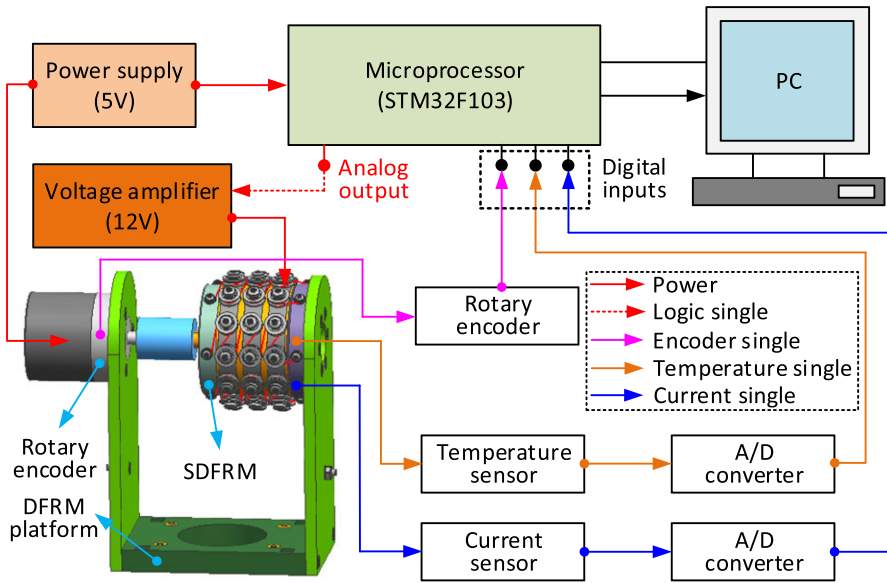 Power supply
(5V)
Microprocessor
(STM32F103)
PC
Voltage amplifier
(12V)
Analog
output
Digital
inputs
Rotary
encoder
Power
Logic single
Encoder single
Temperature single
Current single
Rotary
encoder
SDFRM
DFRM
platform
Temperature
sensor
A/D
converter
Current
sensor
A/D
converter